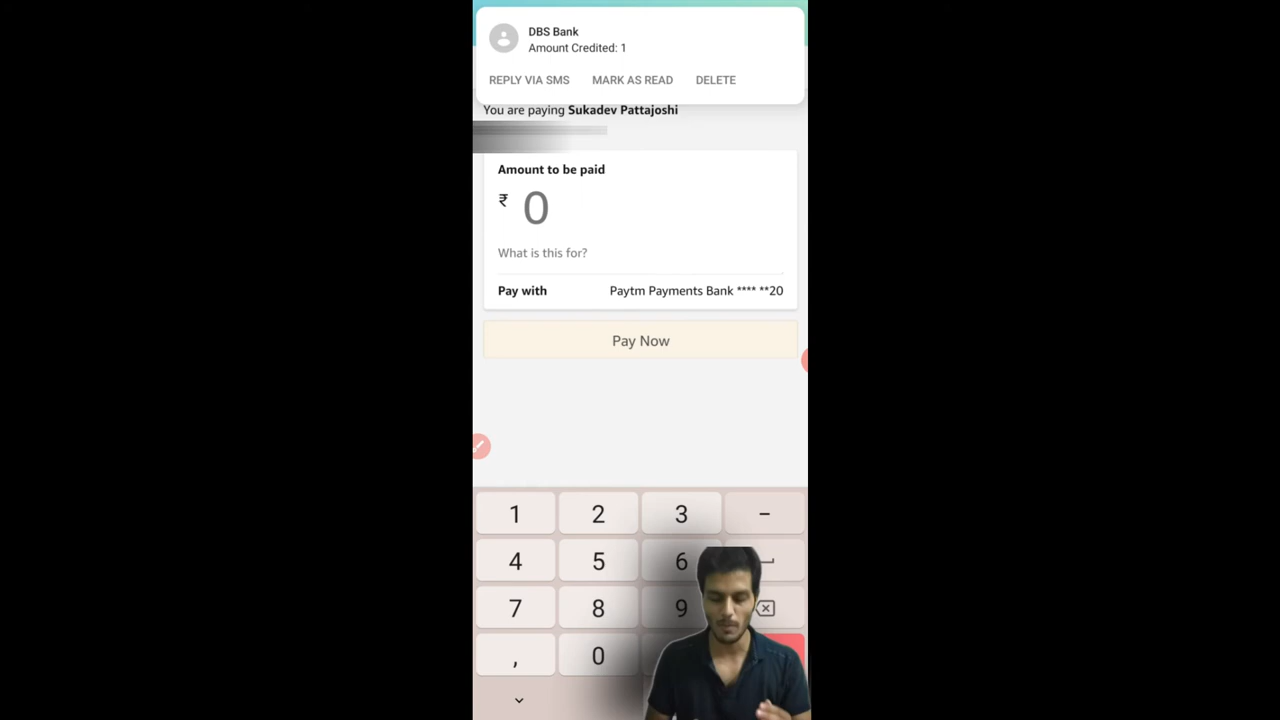 DBS Bank
Amount Credited: 1
REPLY VIA SMS MARK AS READ DELETE
You are paying Sukadev Pattajoshi
Amount to be paid
₹ 0
What is this for?
Pay with Paytm Payments Bank **** **20
Pay Now
1 2 3 -
4 5 6
7 8 9
, 0